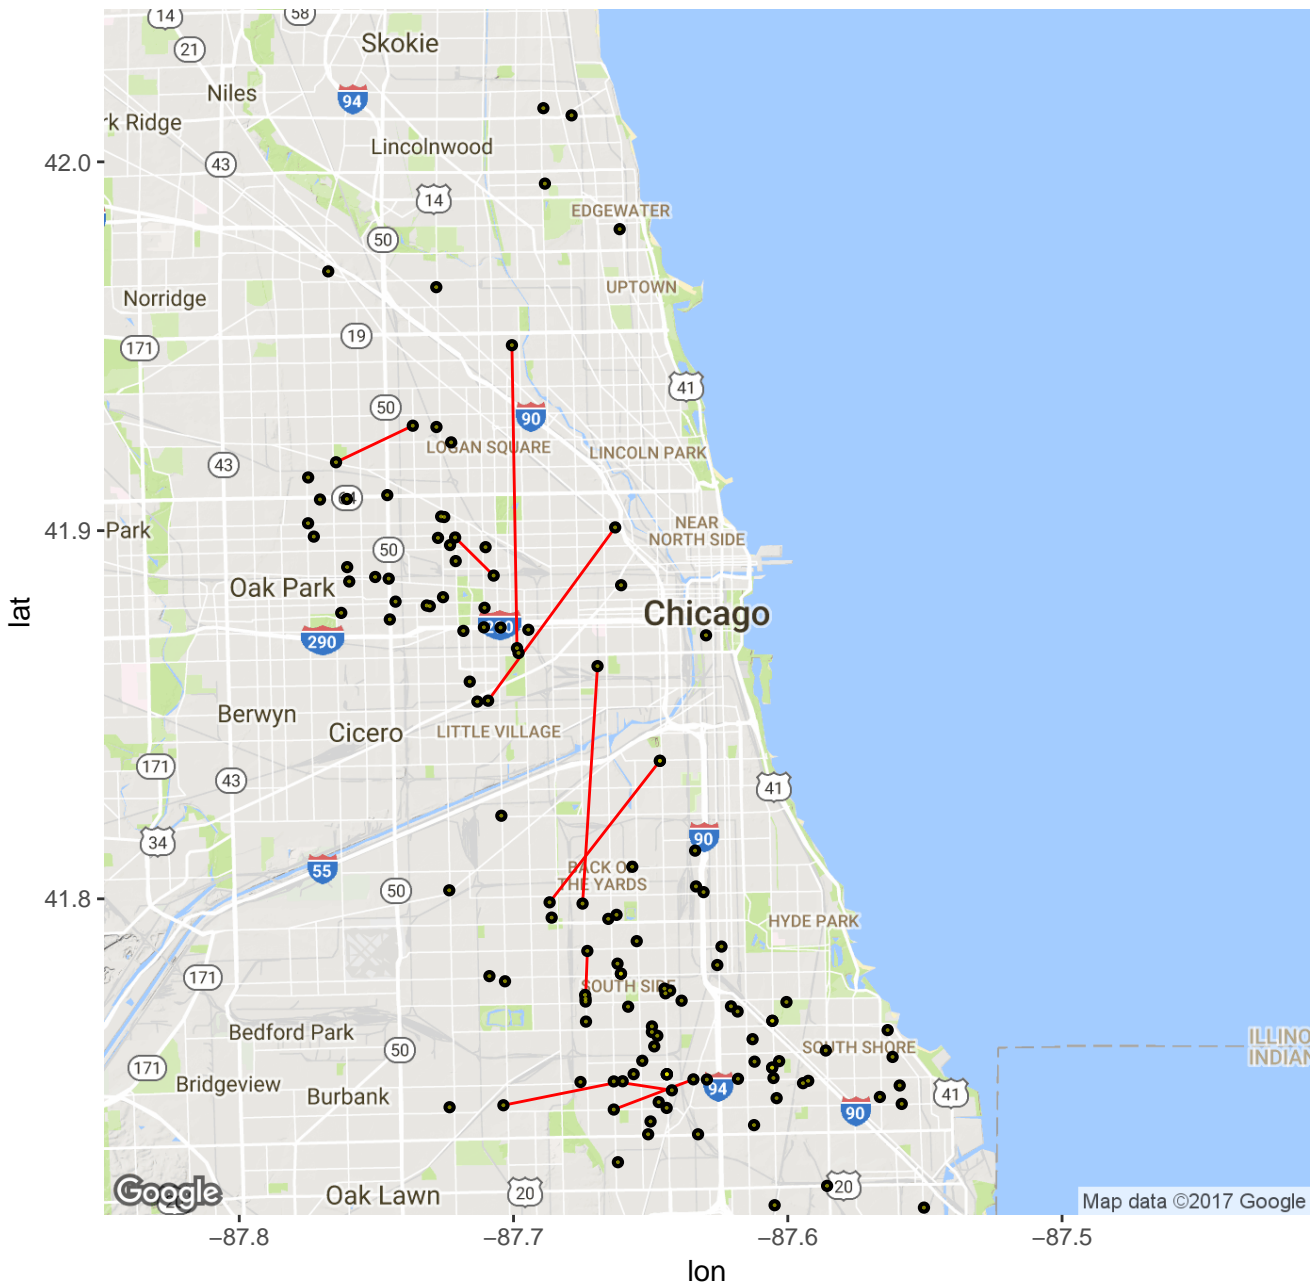 14
58
21
Skokie
Niles
94
rk Ridge
Lincolnwood
42.0
43
14
EDGEWATER
50
UPTOWN
Norridge
19
171
41
50
90
LOGAN SQUARE
LINCOLN PARK
43
NEAR
NORTH SIDE
41.9
Park
50
Oak Park
Chicago
290
lat
Berwyn
Cicero
LITTLE VILLAGE
171
43
41
34
90
55
THE YARDS
50
41.8
HYDE PARK
171
SOUTH SIDE
Bedford Park
ILLINO
INDIAN
50
SOUTH SHORE
171
Bridgeview
94
Burbank
41
90
Google
Oak Lawn
20
20
Map data ©2017 Google
−87.8
−87.7
−87.6
−87.5
lon